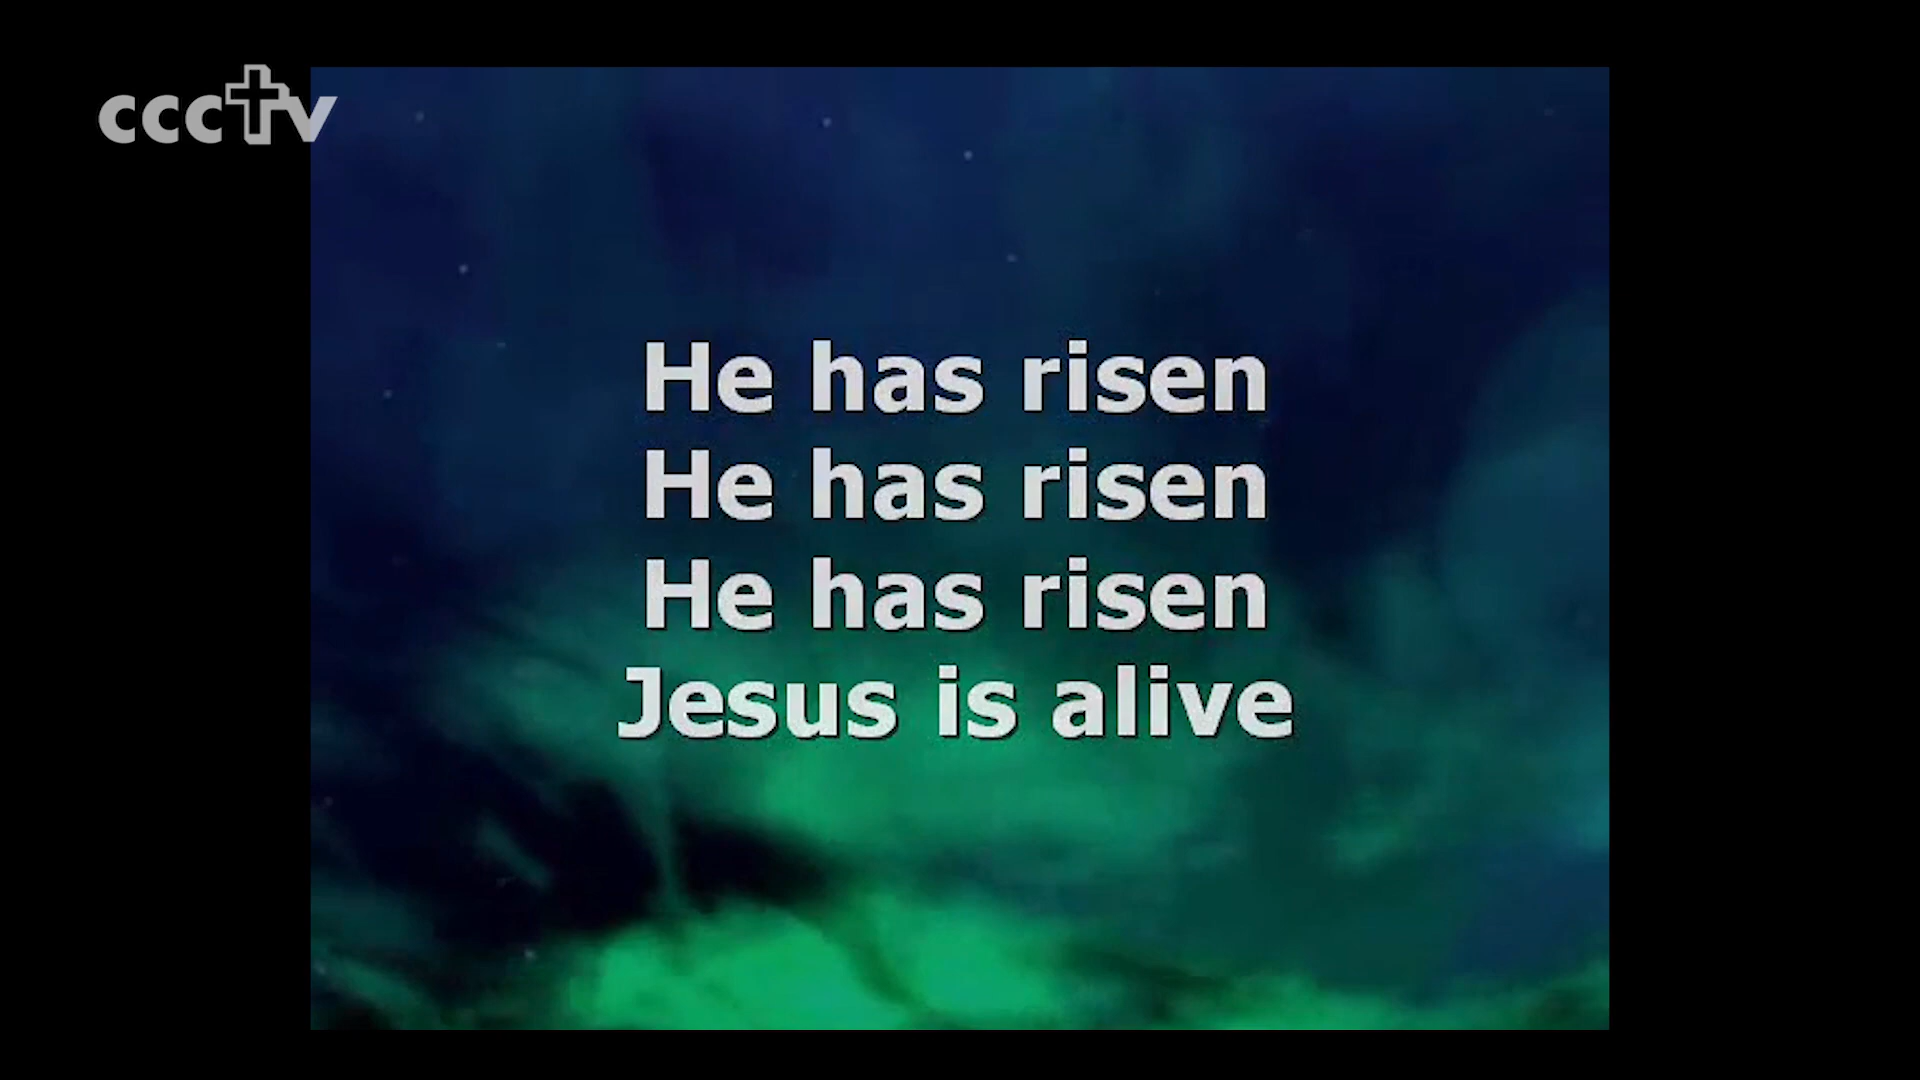 ccctv
He has risen
He has risen
He has risen
Jesus is alive